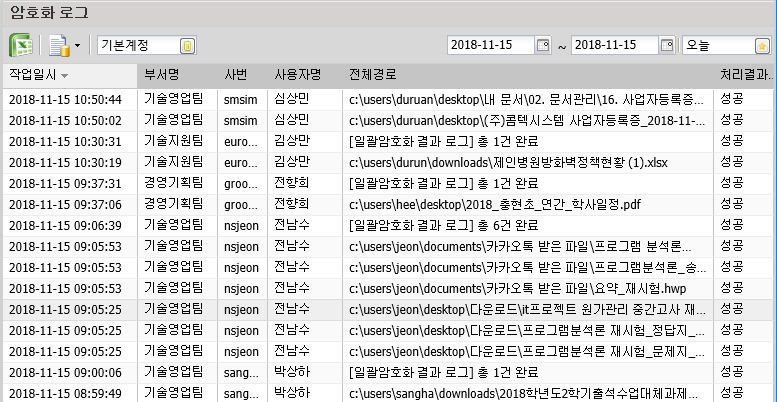 암호화 로그
기본계정 2018-11-15 ~ 2018-11-15 오늘
작업일시 부서명 사번 사용자명 전체경로 처리결과..
2018-11-15 10:50:44 기술영업팀 smsim 심상민 c:\users\duruan\desktop\내 문서\02. 문서관리\16. 사업자등록증... 성공
2018-11-15 10:50:02 기술영업팀 smsim 심상민 c:\users\duruan\desktop\(주)콤텍시스템 사업자등록증_2018-11-... 성공
2018-11-15 10:30:31 기술지원팀 euro... 김상만 [일괄암호화 결과 로그] 총 1건 완료 성공
2018-11-15 10:30:19 기술지원팀 euro... 김상만 c:\users\durun\downloads\제인병원방화벽정책현황 (1).xlsx 성공
2018-11-15 09:37:31 경영기획팀 groo... 전향희 [일괄암호화 결과 로그] 총 1건 완료 성공
2018-11-15 09:37:06 경영기획팀 groo... 전향희 c:\users\hee\desktop\2018_홍현초_연간_학사일정.pdf 성공
2018-11-15 09:06:39 기술영업팀 nsjeon 전남수 [일괄암호화 결과 로그] 총 6건 완료 성공
2018-11-15 09:05:53 기술영업팀 nsjeon 전남수 c:\users\jeon\documents\카카오톡 받은 파일\프로그램 분석론... 성공
2018-11-15 09:05:53 기술영업팀 nsjeon 전남수 c:\users\jeon\documents\카카오톡 받은 파일\프로그램분석론_송... 성공
2018-11-15 09:05:53 기술영업팀 nsjeon 전남수 c:\users\jeon\documents\카카오톡 받은 파일\요약_재시험.hwp 성공
2018-11-15 09:05:25 기술영업팀 nsjeon 전남수 c:\users\jeon\desktop\다운로드\it프로젝트 원가관리 중간고사 재... 성공
2018-11-15 09:05:25 기술영업팀 nsjeon 전남수 c:\users\jeon\desktop\다운로드\프로그램분석론 재시험_정답지_... 성공
2018-11-15 09:05:25 기술영업팀 nsjeon 전남수 c:\users\jeon\desktop\다운로드\프로그램분석론 재시험_문제지_... 성공
2018-11-15 09:00:06 기술영업팀 sang... 박상하 [일괄암호화 결과 로그] 총 1건 완료 성공
2018-11-15 08:59:49 기술영업팀 sang... 박상하 c:\users\sangha\downloads\2018학년도2학기출석수업대체과제... 성공